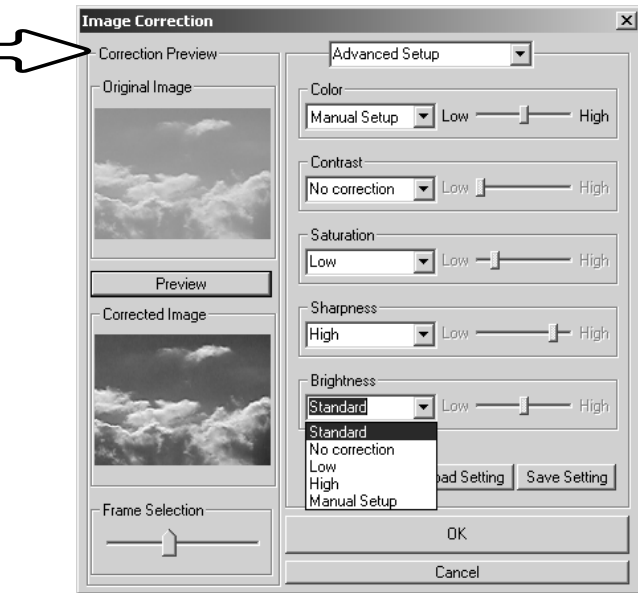 Image Correction
Correction Preview
Original Image
Preview
Corrected Image
Frame Selection
Advanced Setup
Color
Manual Setup Low High
Contrast
No correction Low High
Saturation
Low Low High
Sharpness
High Low High
Brightness
Standard Low High
Standard
No correction
Low
High
Manual Setup
Setting Save Setting
OK
Cancel